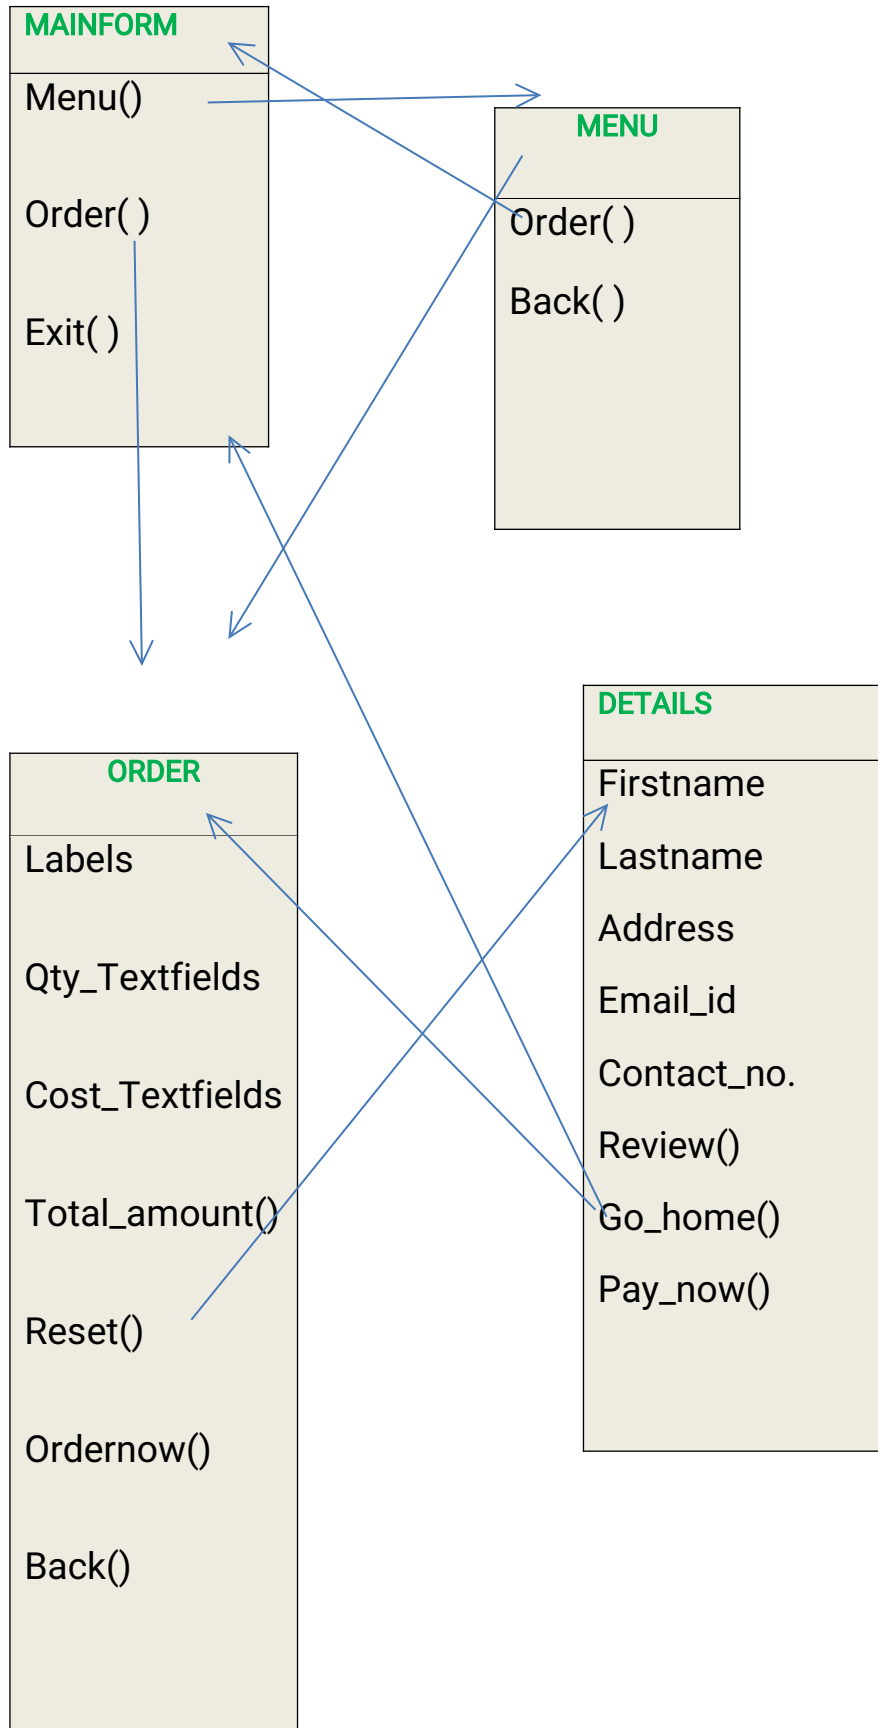 MAINFORM
Menu()
Order( )
Exit( )
MENU
Order( )
Back( )
ORDER
Labels
Qty_Textfields
Cost_Textfields
Total_amount()
Reset()
Ordernow()
Back()
DETAILS
Firstname
Lastname
Address
Email_id
Contact_no.
Review()
Go_home()
Pay_now()